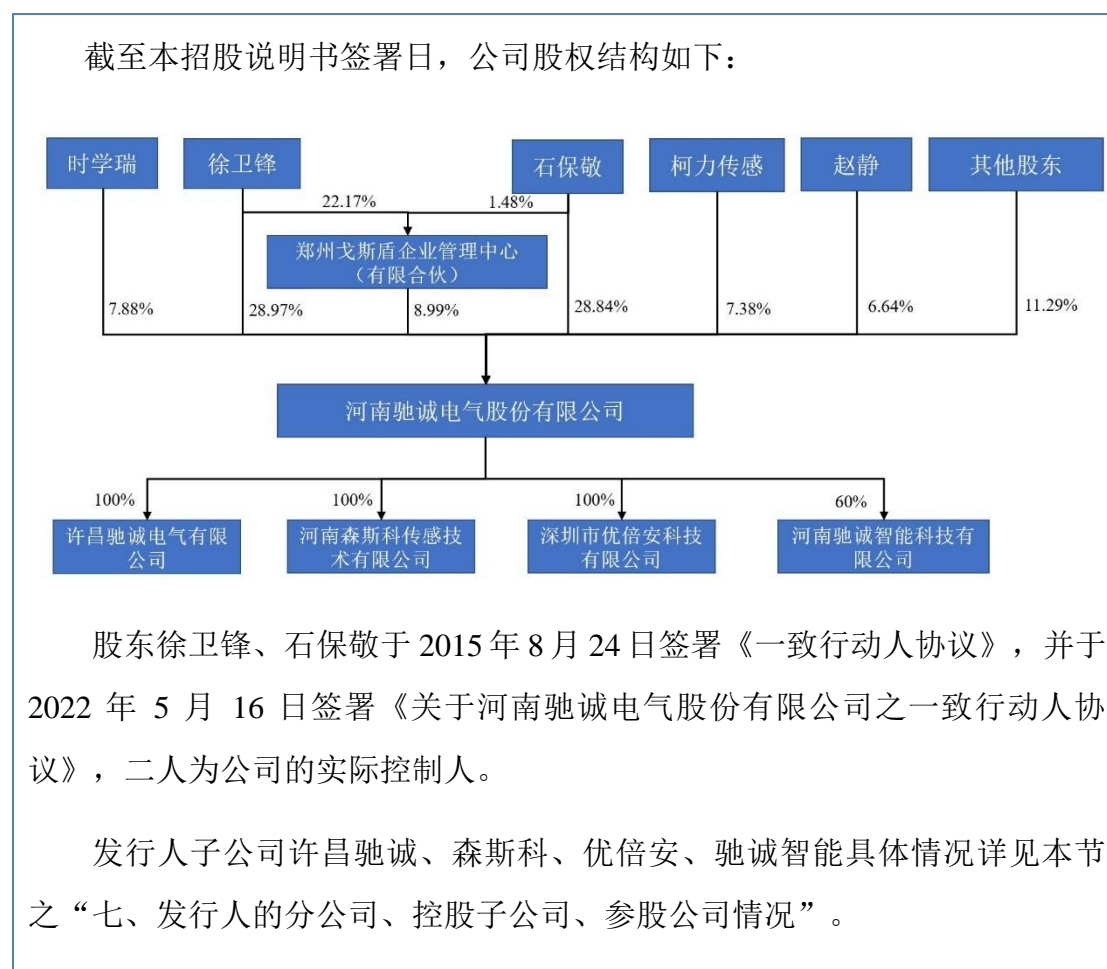 截至本招股说明书签署日，公司股权结构如下：
时学瑞
徐卫锋
石保敬
柯力传感
赵静
其他股东
22.17%
1.48%
郑州戈斯盾企业管理中心
（有限合伙）
7.88%
28.97%
8.99%
28.84%
7.38%
6.64%
11.29%
河南驰诚电气股份有限公司
100%
100%
100%
60%
许昌驰诚电气有限
公司
河南森斯科传感技
术有限公司
深圳市优倍安科技
有限公司
河南驰诚智能科技有
限公司
股东徐卫锋、石保敬于 2015 年 8 月 24 日签署《一致行动人协议》，并于
2022 年 5 月 16 日签署《关于河南驰诚电气股份有限公司之一致行动人协
议》，二人为公司的实际控制人。
发行人子公司许昌驰诚、森斯科、优倍安、驰诚智能具体情况详见本节
之“七、发行人的分公司、控股子公司、参股公司情况”。